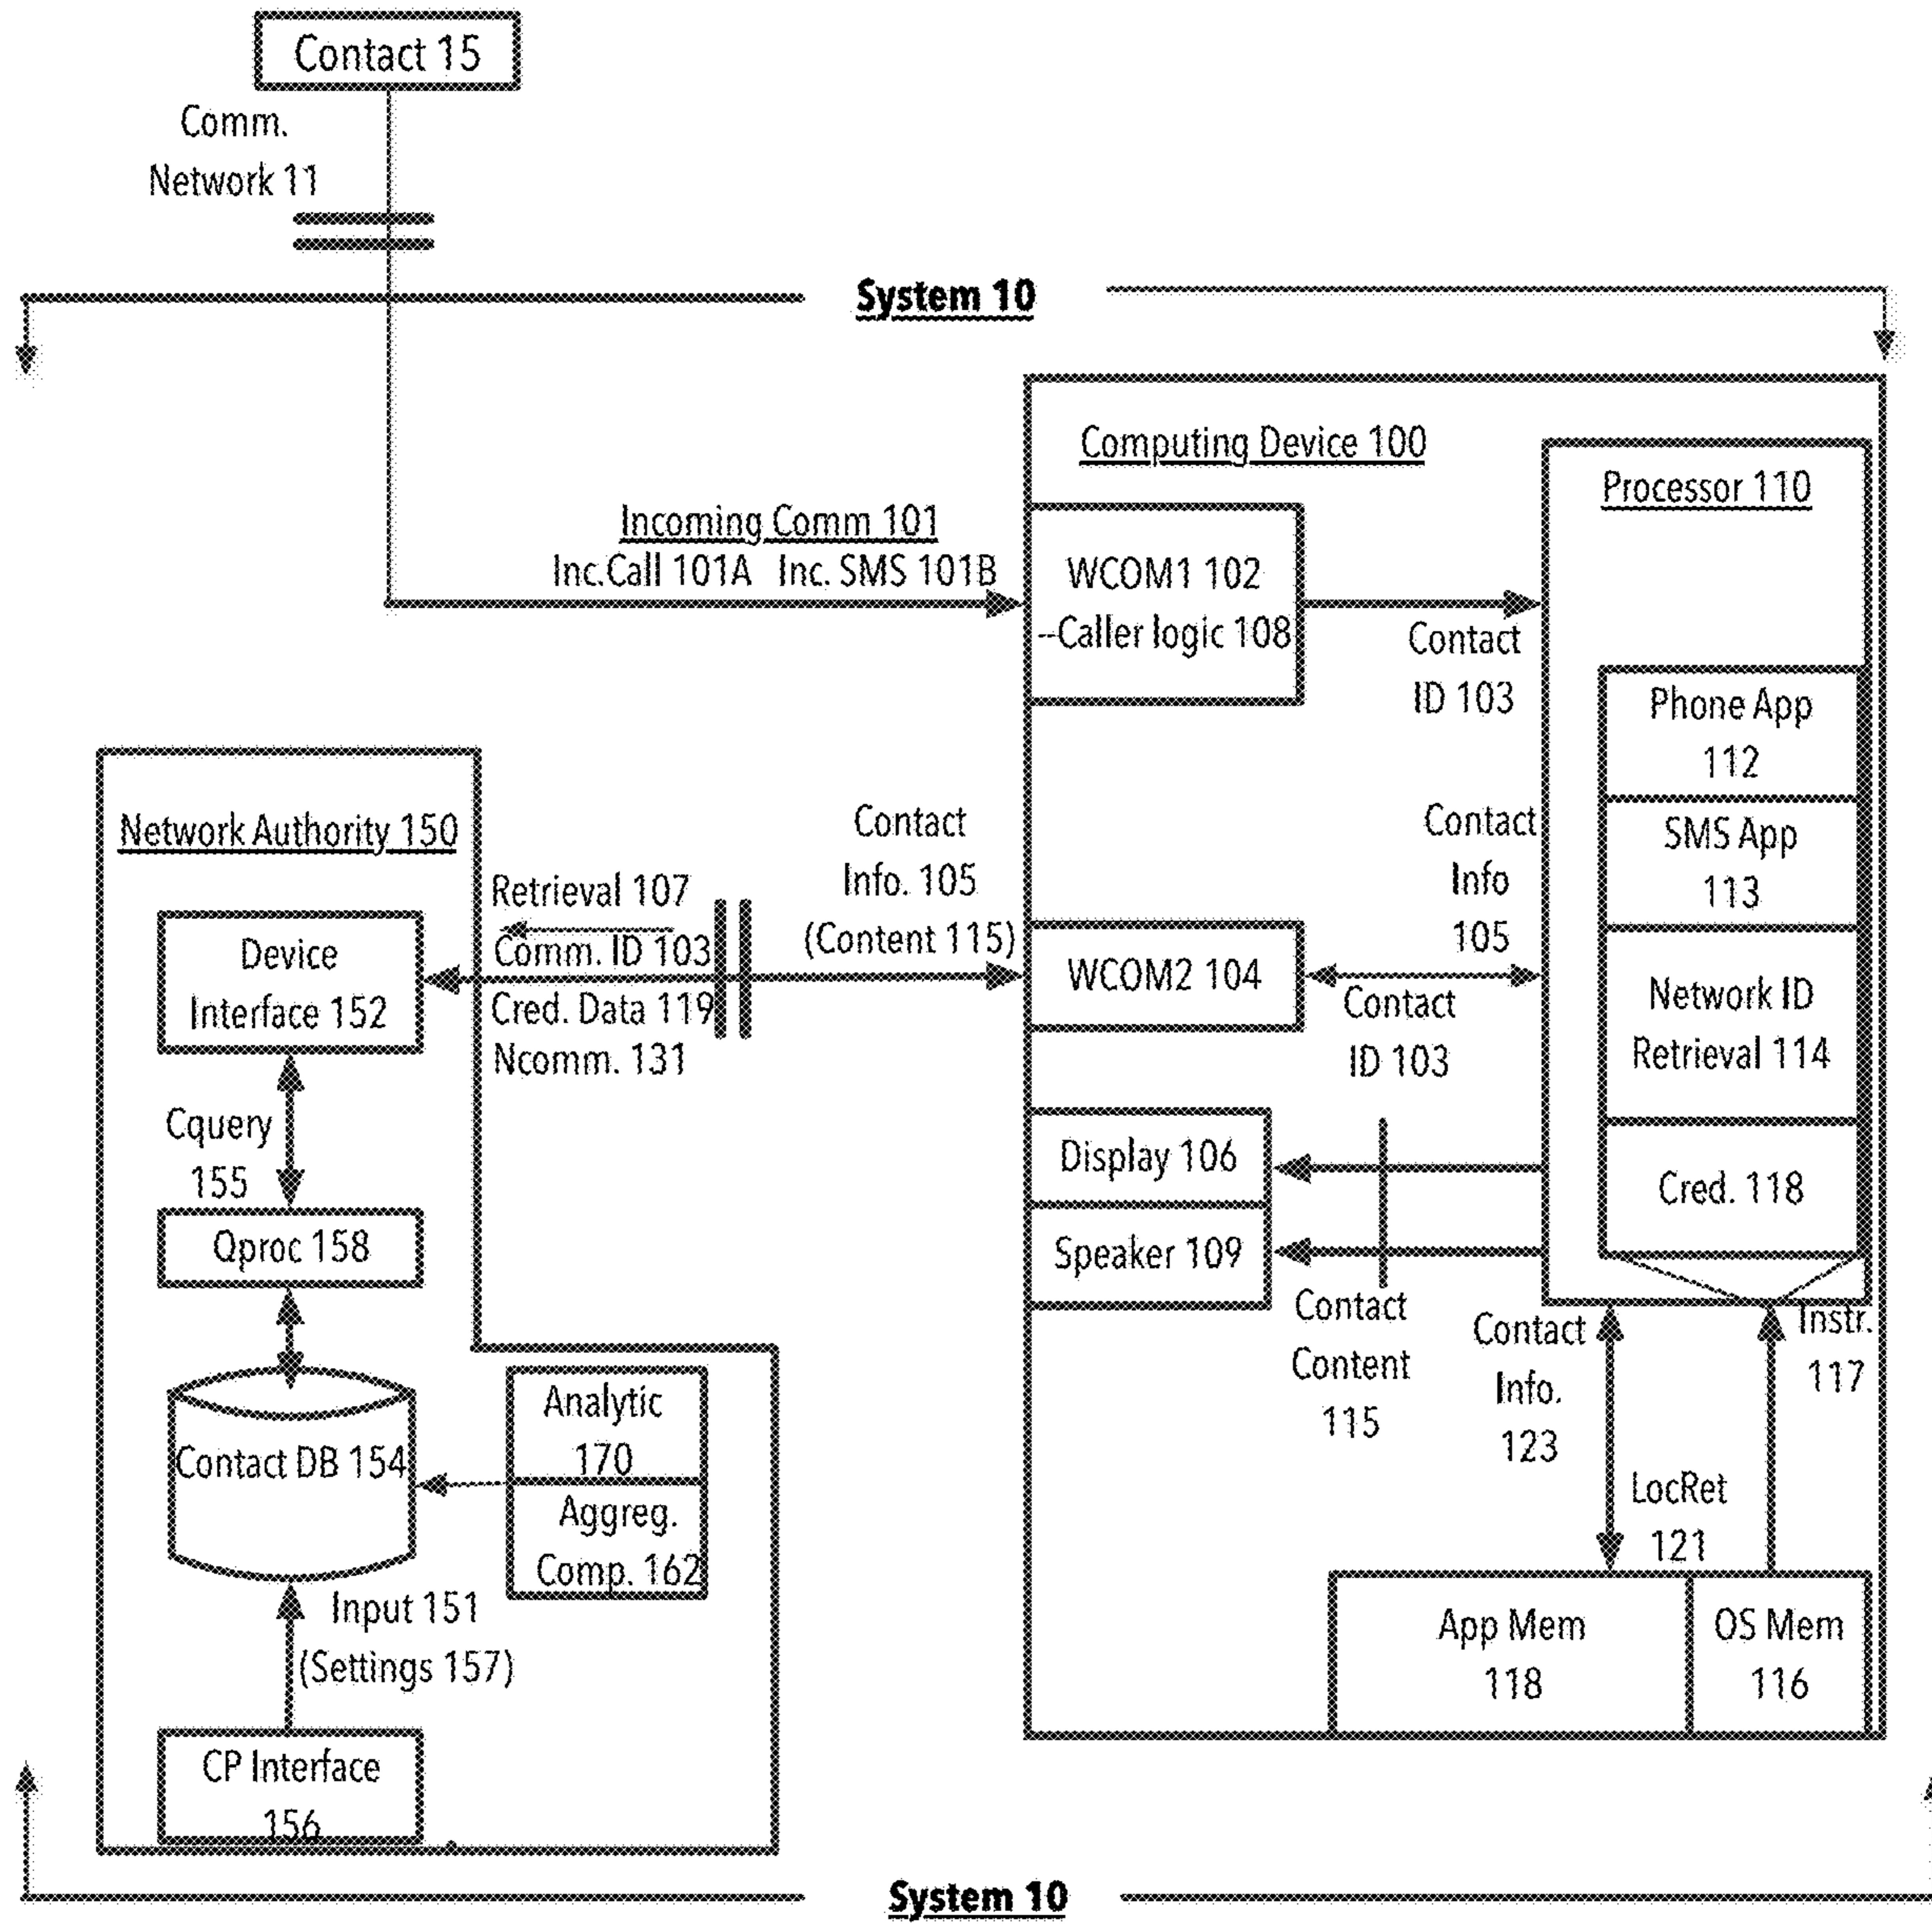 Contact 15
Comm.
Network 11
System 10
Computing Device 100
Processor 110
Incoming Comm 101
Inc.Call 101A Inc. SMS 101B
WCOM1 102
--Caller logic 108
Contact
ID 103
Phone App
112
SMS App
113
Network ID
Retrieval 114
Cred. 118
Network Authority 150
Device
Interface 152
Retrieval 107
Comm. ID 103
Cred. Data 119
Ncomm. 131
Contact
Info. 105
(Content 115)
WCOM2 104
Contact
Info
105
Contact
ID 103
Cquery
155
Qproc 158
Display 106
Speaker 109
Contact
Content
115
Contact
Info.
123
Instr.
117
LocRet
121
Contact DB 154
Analytic
170
Aggreg.
Comp. 162
Input 151
(Settings 157)
CP Interface
156
App Mem
118
OS Mem
116
System 10